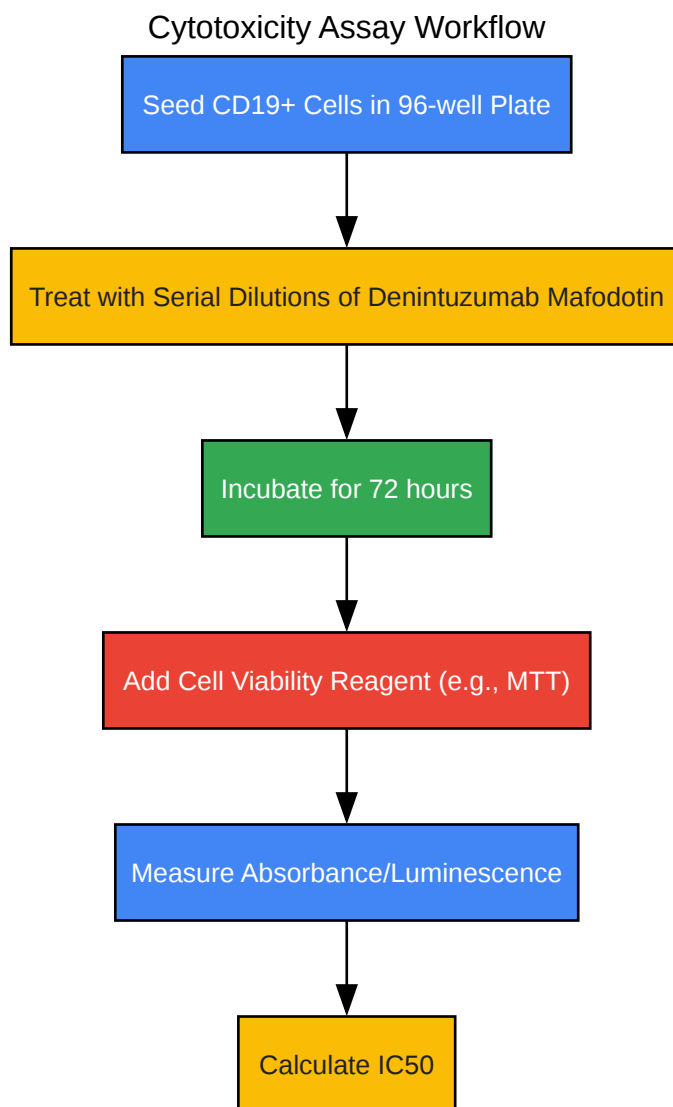 Cytotoxicity Assay Workflow
Seed CD19+ Cells in 96-well Plate
Treat with Serial Dilutions of Denintuzumab Mafodotin
Incubate for 72 hours
Add Cell Viability Reagent (e.g., MTT)
Measure Absorbance/Luminescence
Calculate IC50